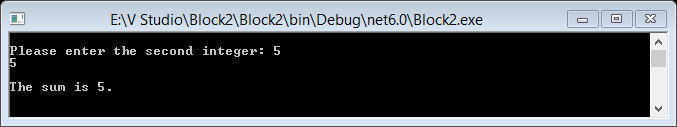 E:\V Studio\Block2\Block2\bin\Debug\net6.0\Block2.exe
Please enter the second integer: 5
5
The sum is 5.